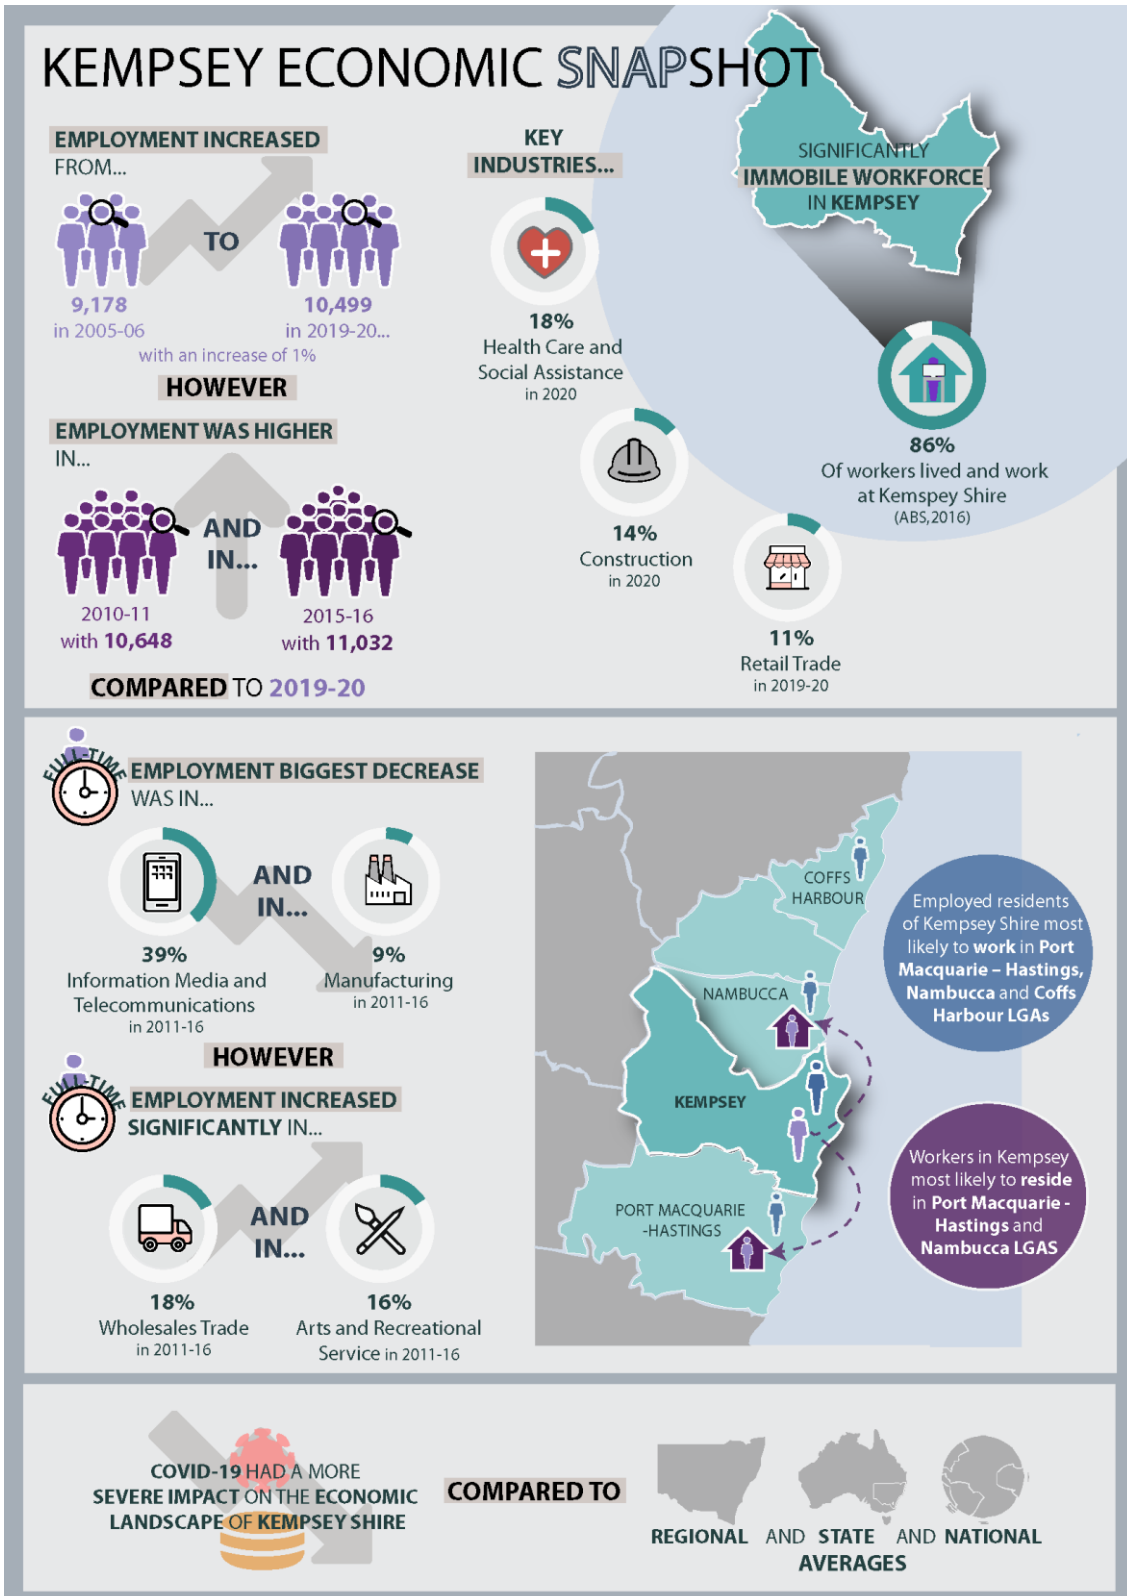 KEMPSEY ECONOMIC SNAPSHOT
EMPLOYMENT INCREASED
FROM...
TO
9,178
in 2005-06
10,499
in 2019-20...
with an increase of 1%
HOWEVER
EMPLOYMENT WAS HIGHER
IN...
AND
IN...
2010-11
with 10,648
2015-16
with 11,032
COMPARED TO 2019-20
KEY
INDUSTRIES...
18%
Health Care and
Social Assistance
in 2020
14%
Construction
in 2020
11%
Retail Trade
in 2019-20
SIGNIFICANTLY
IMMOBILE WORKFORCE
IN KEMPSEY
86%
Of workers lived and work
at Kemspey Shire
(ABS,2016)
FULL-TIME
EMPLOYMENT BIGGEST DECREASE
WAS IN...
AND
IN...
39%
Information Media and
Telecommunications
in 2011-16
9%
Manufacturing
in 2011-16
HOWEVER
FULL-TIME
EMPLOYMENT INCREASED
SIGNIFICANTLY IN...
AND
IN...
18%
Wholesales Trade
in 2011-16
16%
Arts and Recreational
Service in 2011-16
COFFS
HARBOUR
NAMBUCCA
KEMPSEY
PORT MACQUARIE
-HASTINGS
Employed residents
of Kempsey Shire most
likely to work in Port
Macquarie – Hastings,
Nambucca and Coffs
Harbour LGAs
Workers in Kempsey
most likely to reside
in Port Macquarie -
Hastings and
Nambucca LGAS
COVID-19 HAD A MORE
SEVERE IMPACT ON THE ECONOMIC
LANDSCAPE OF KEMPSEY SHIRE
COMPARED TO
REGIONAL AND STATE AND NATIONAL
AVERAGES